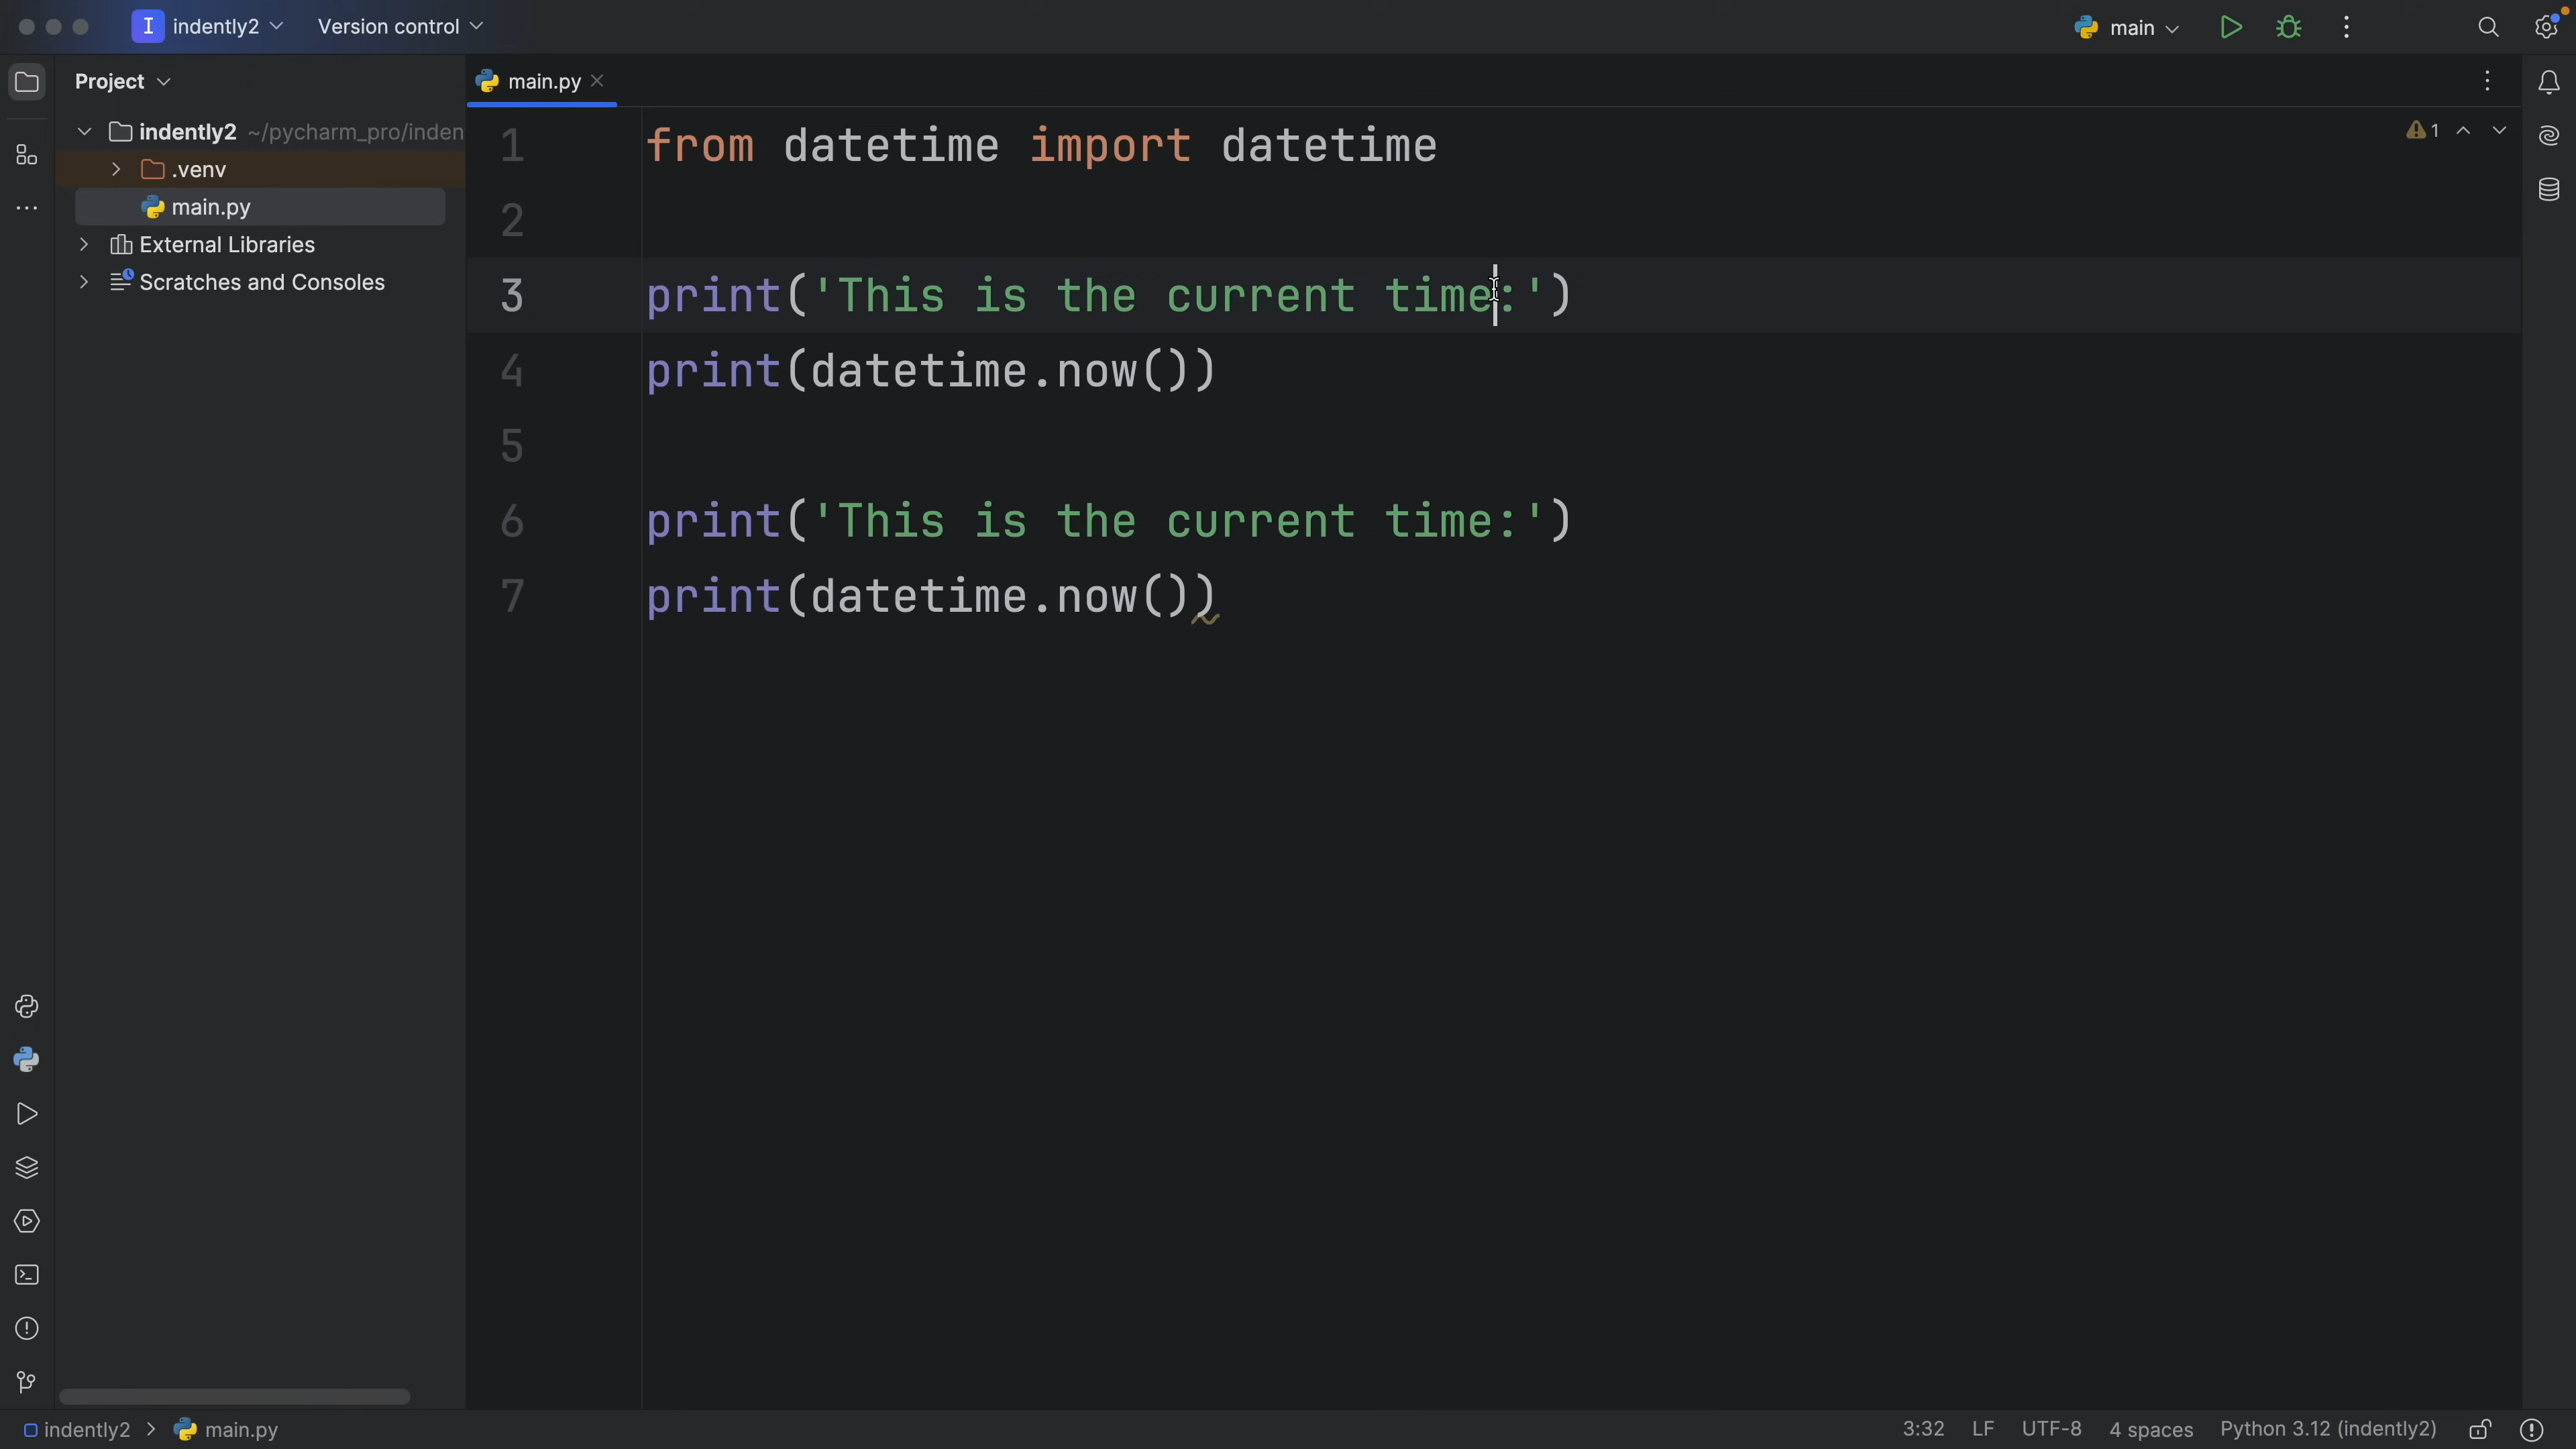 I indently2 Version control main
Project main.py
indently2 ~/pycharm_pro/inden
.venv
main.py
External Libraries
Scratches and Consoles
1
1 from datetime import datetime
2
3 print('This is the current time:')
4 print(datetime.now())
5
6 print('This is the current time:')
7 print(datetime.now())
indently2 > main.py 3:32 LF UTF-8 4 spaces Python 3.12 (indently2)